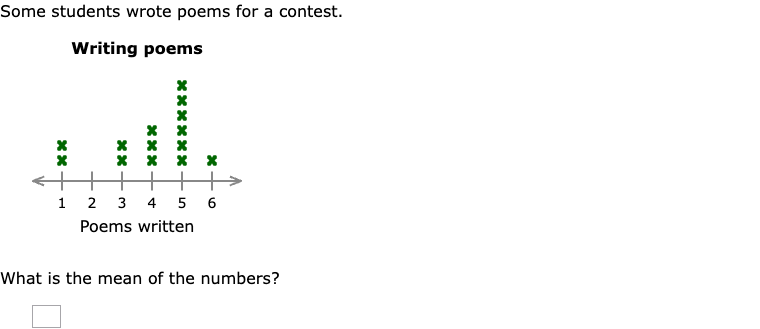 Some students wrote poems for a contest.
Writing poems
1 2 3 4 5 6
Poems written
What is the mean of the numbers?